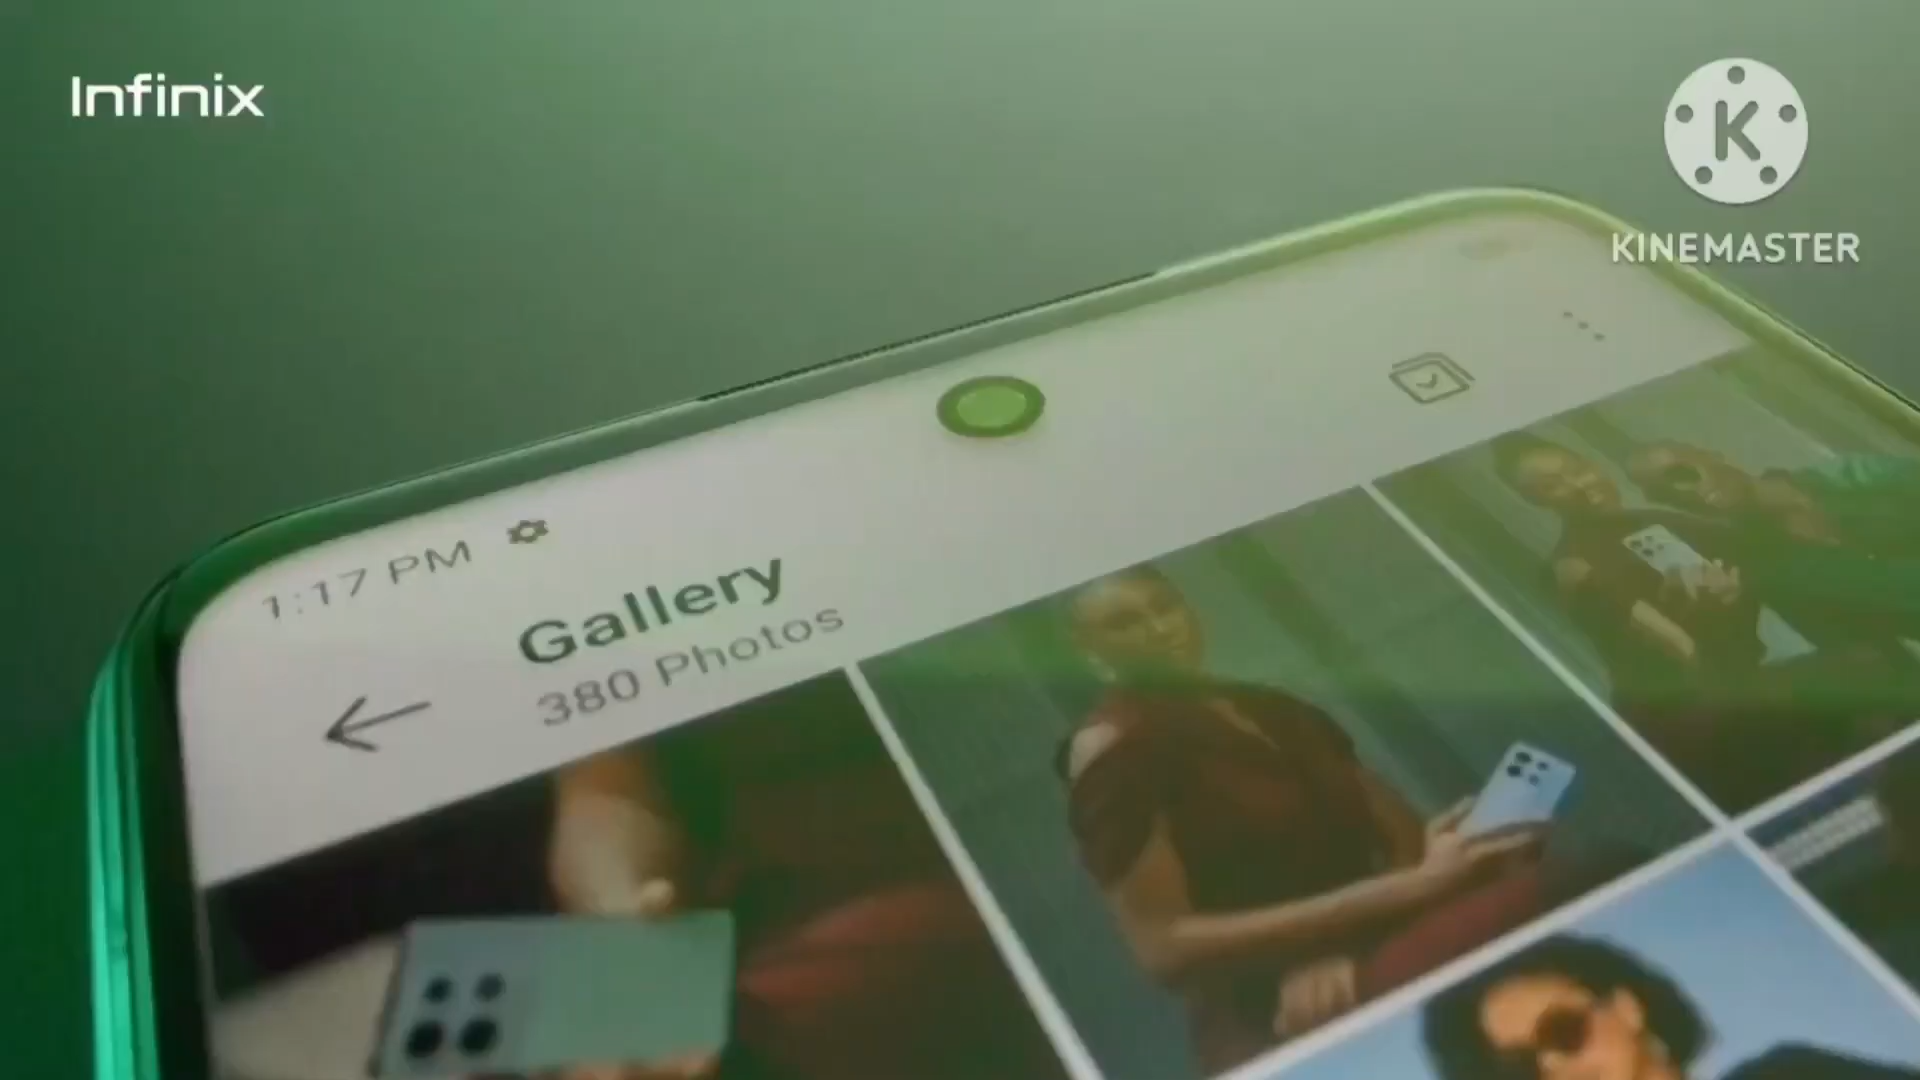 Infinix
K
KINEMASTER
1:17 PM
Gallery
380 Photos